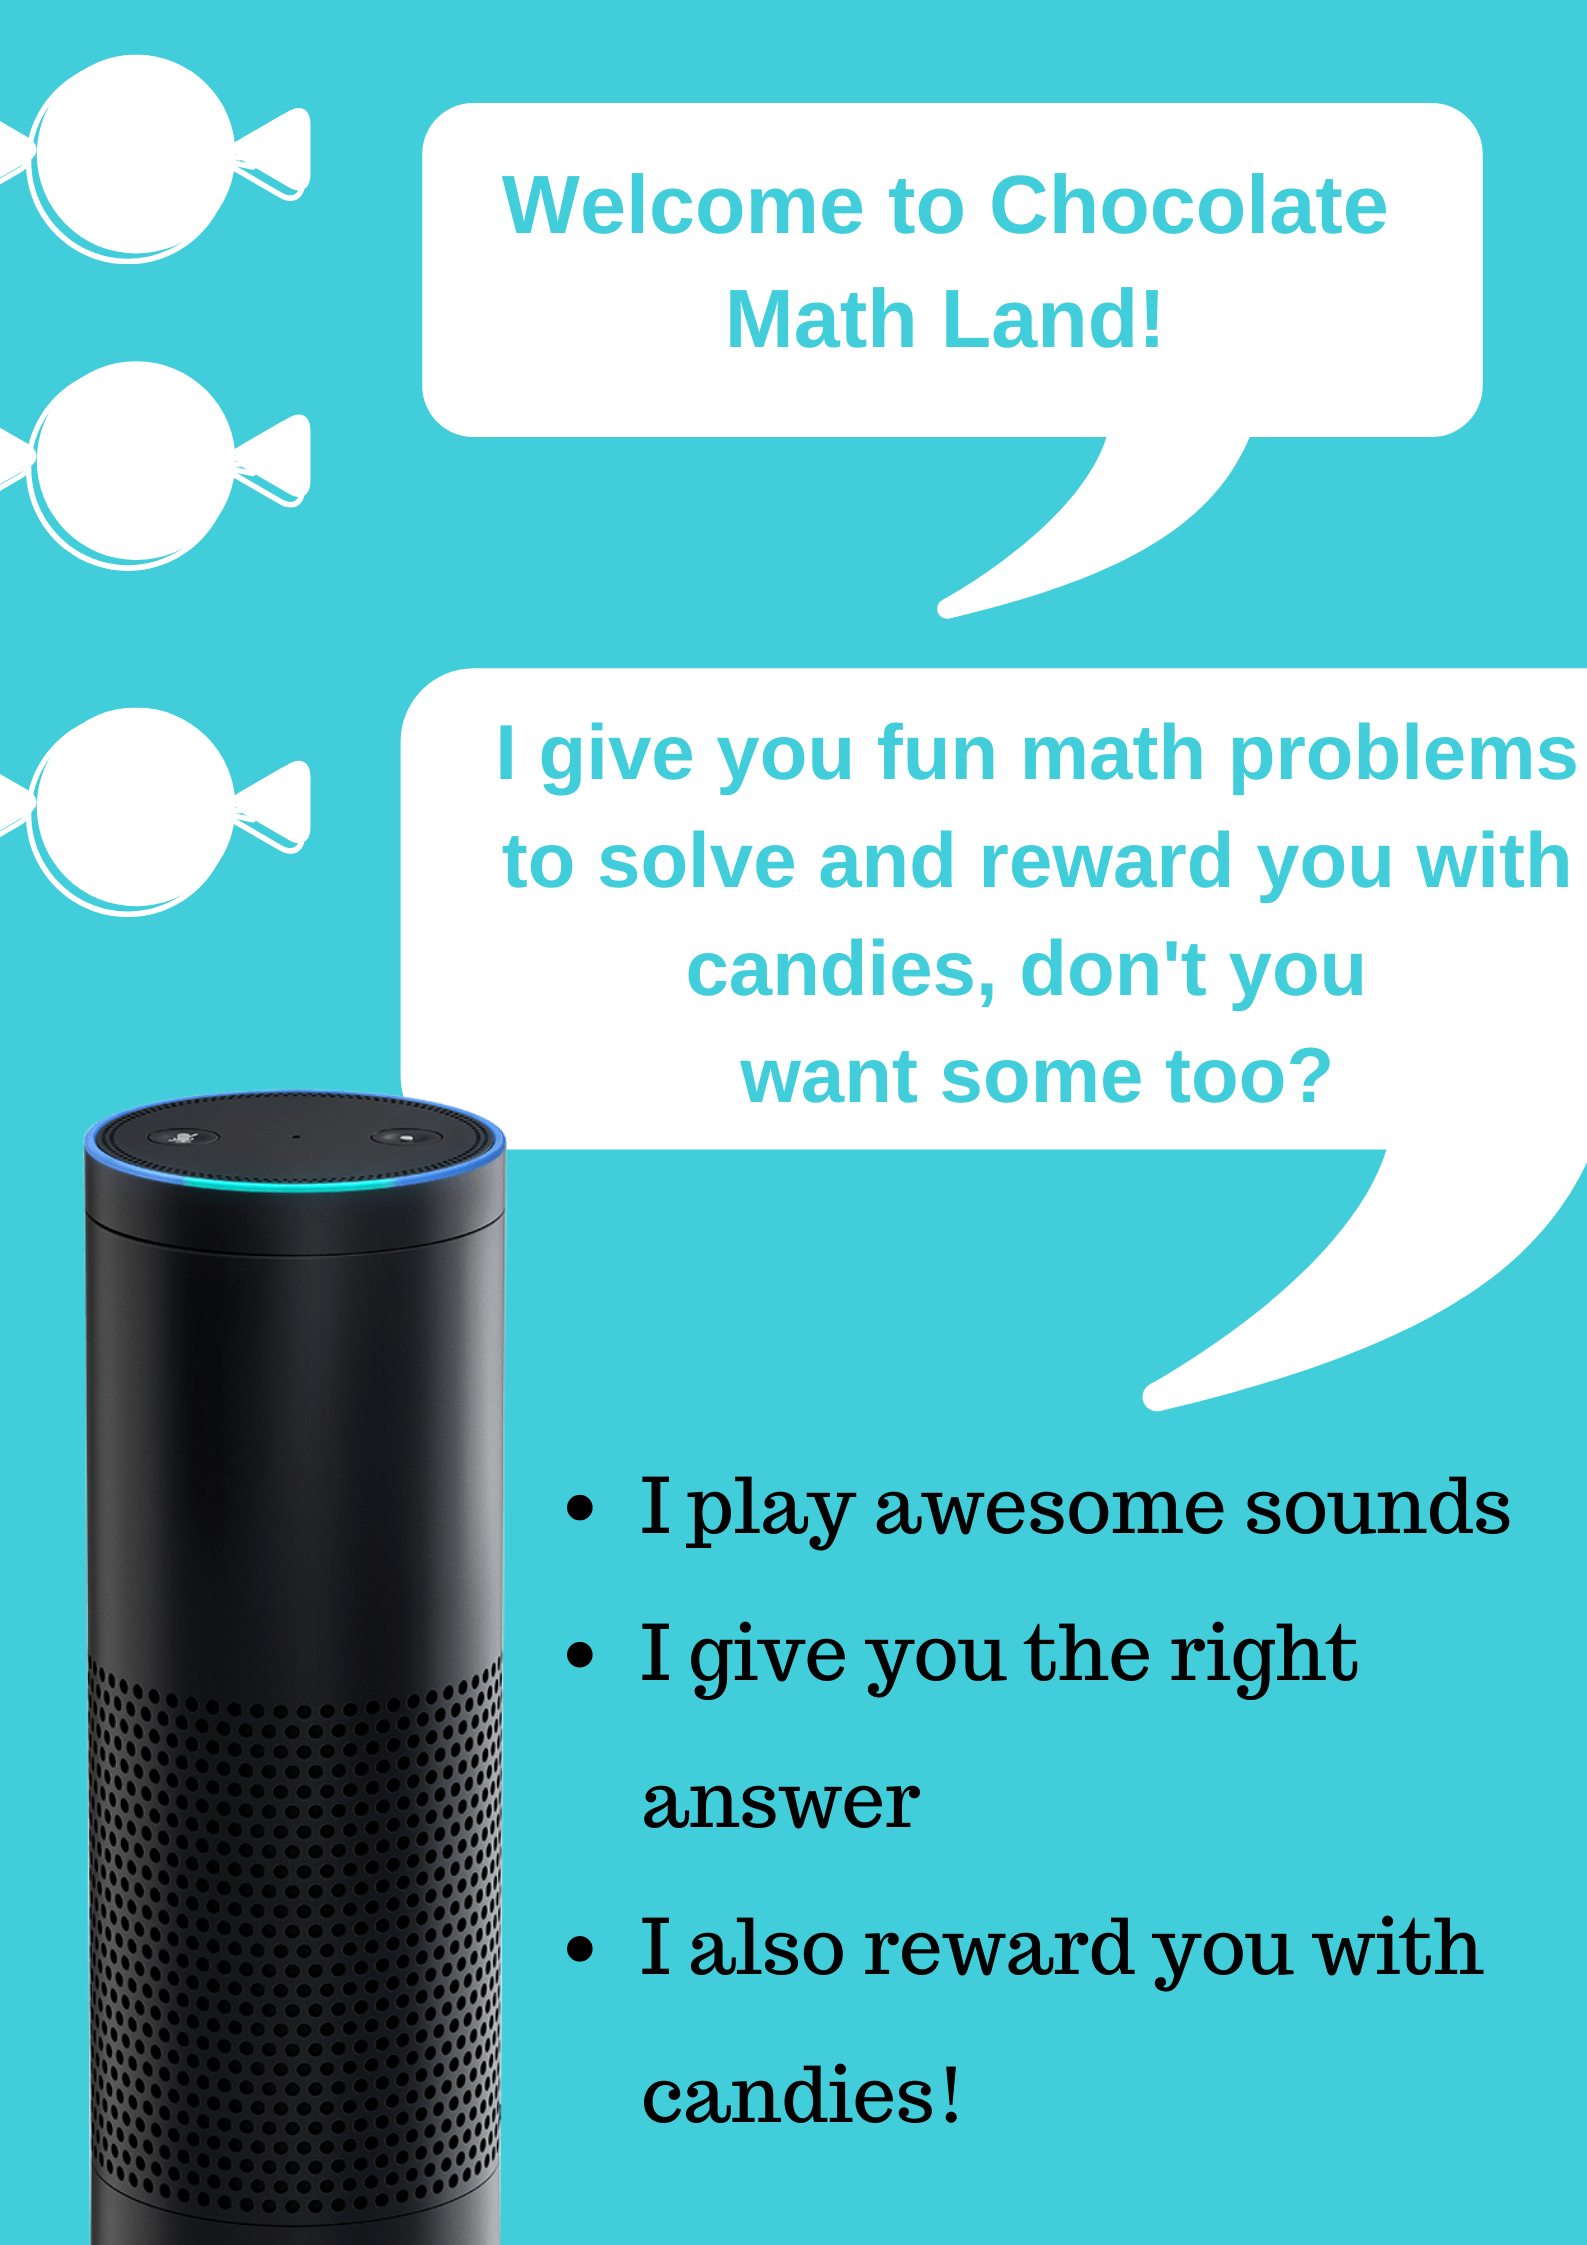 Welcome to Chocolate
Math Land!
I give you fun math problems
to solve and reward you with
candies, don't you
want some too?
• I play awesome sounds
• I give you the right
answer
• I also reward you with
candies!